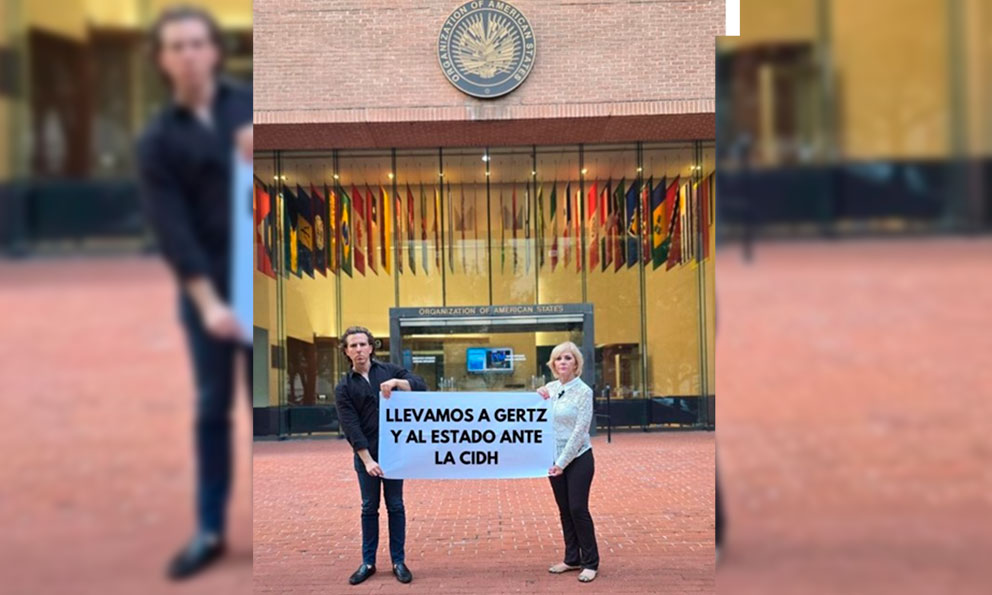 ORGANIZATION OF AMERICAN STATES
ORGANIZATION OF AMERICAN STATES
LLEVAMOS A GERTZ
Y AL ESTADO ANTE
LA CIDH